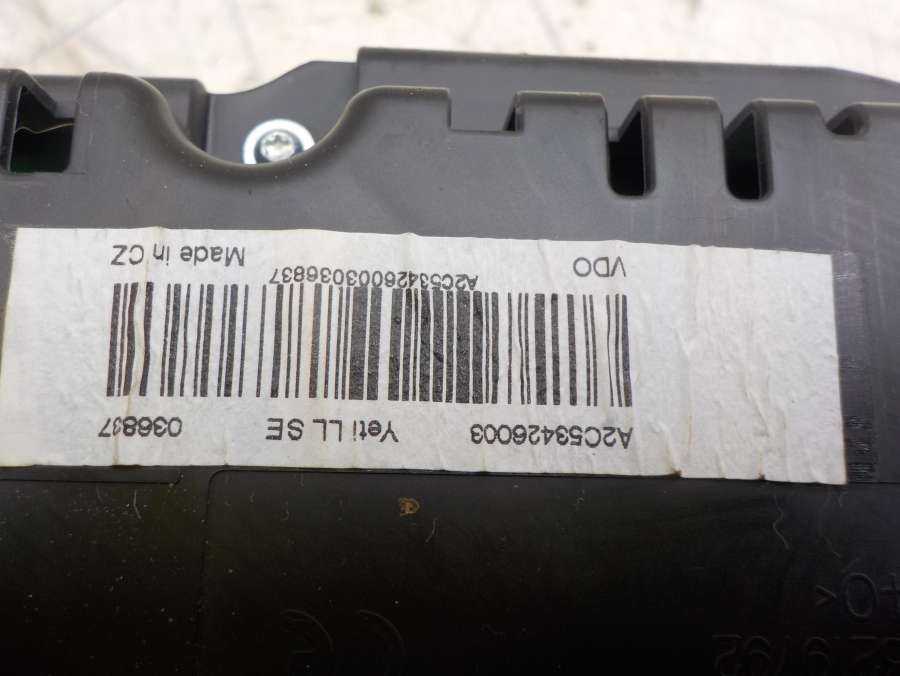 A2C53426003 Yeti LL SE 036837
A2C53426003036837
VDO Made in CZ